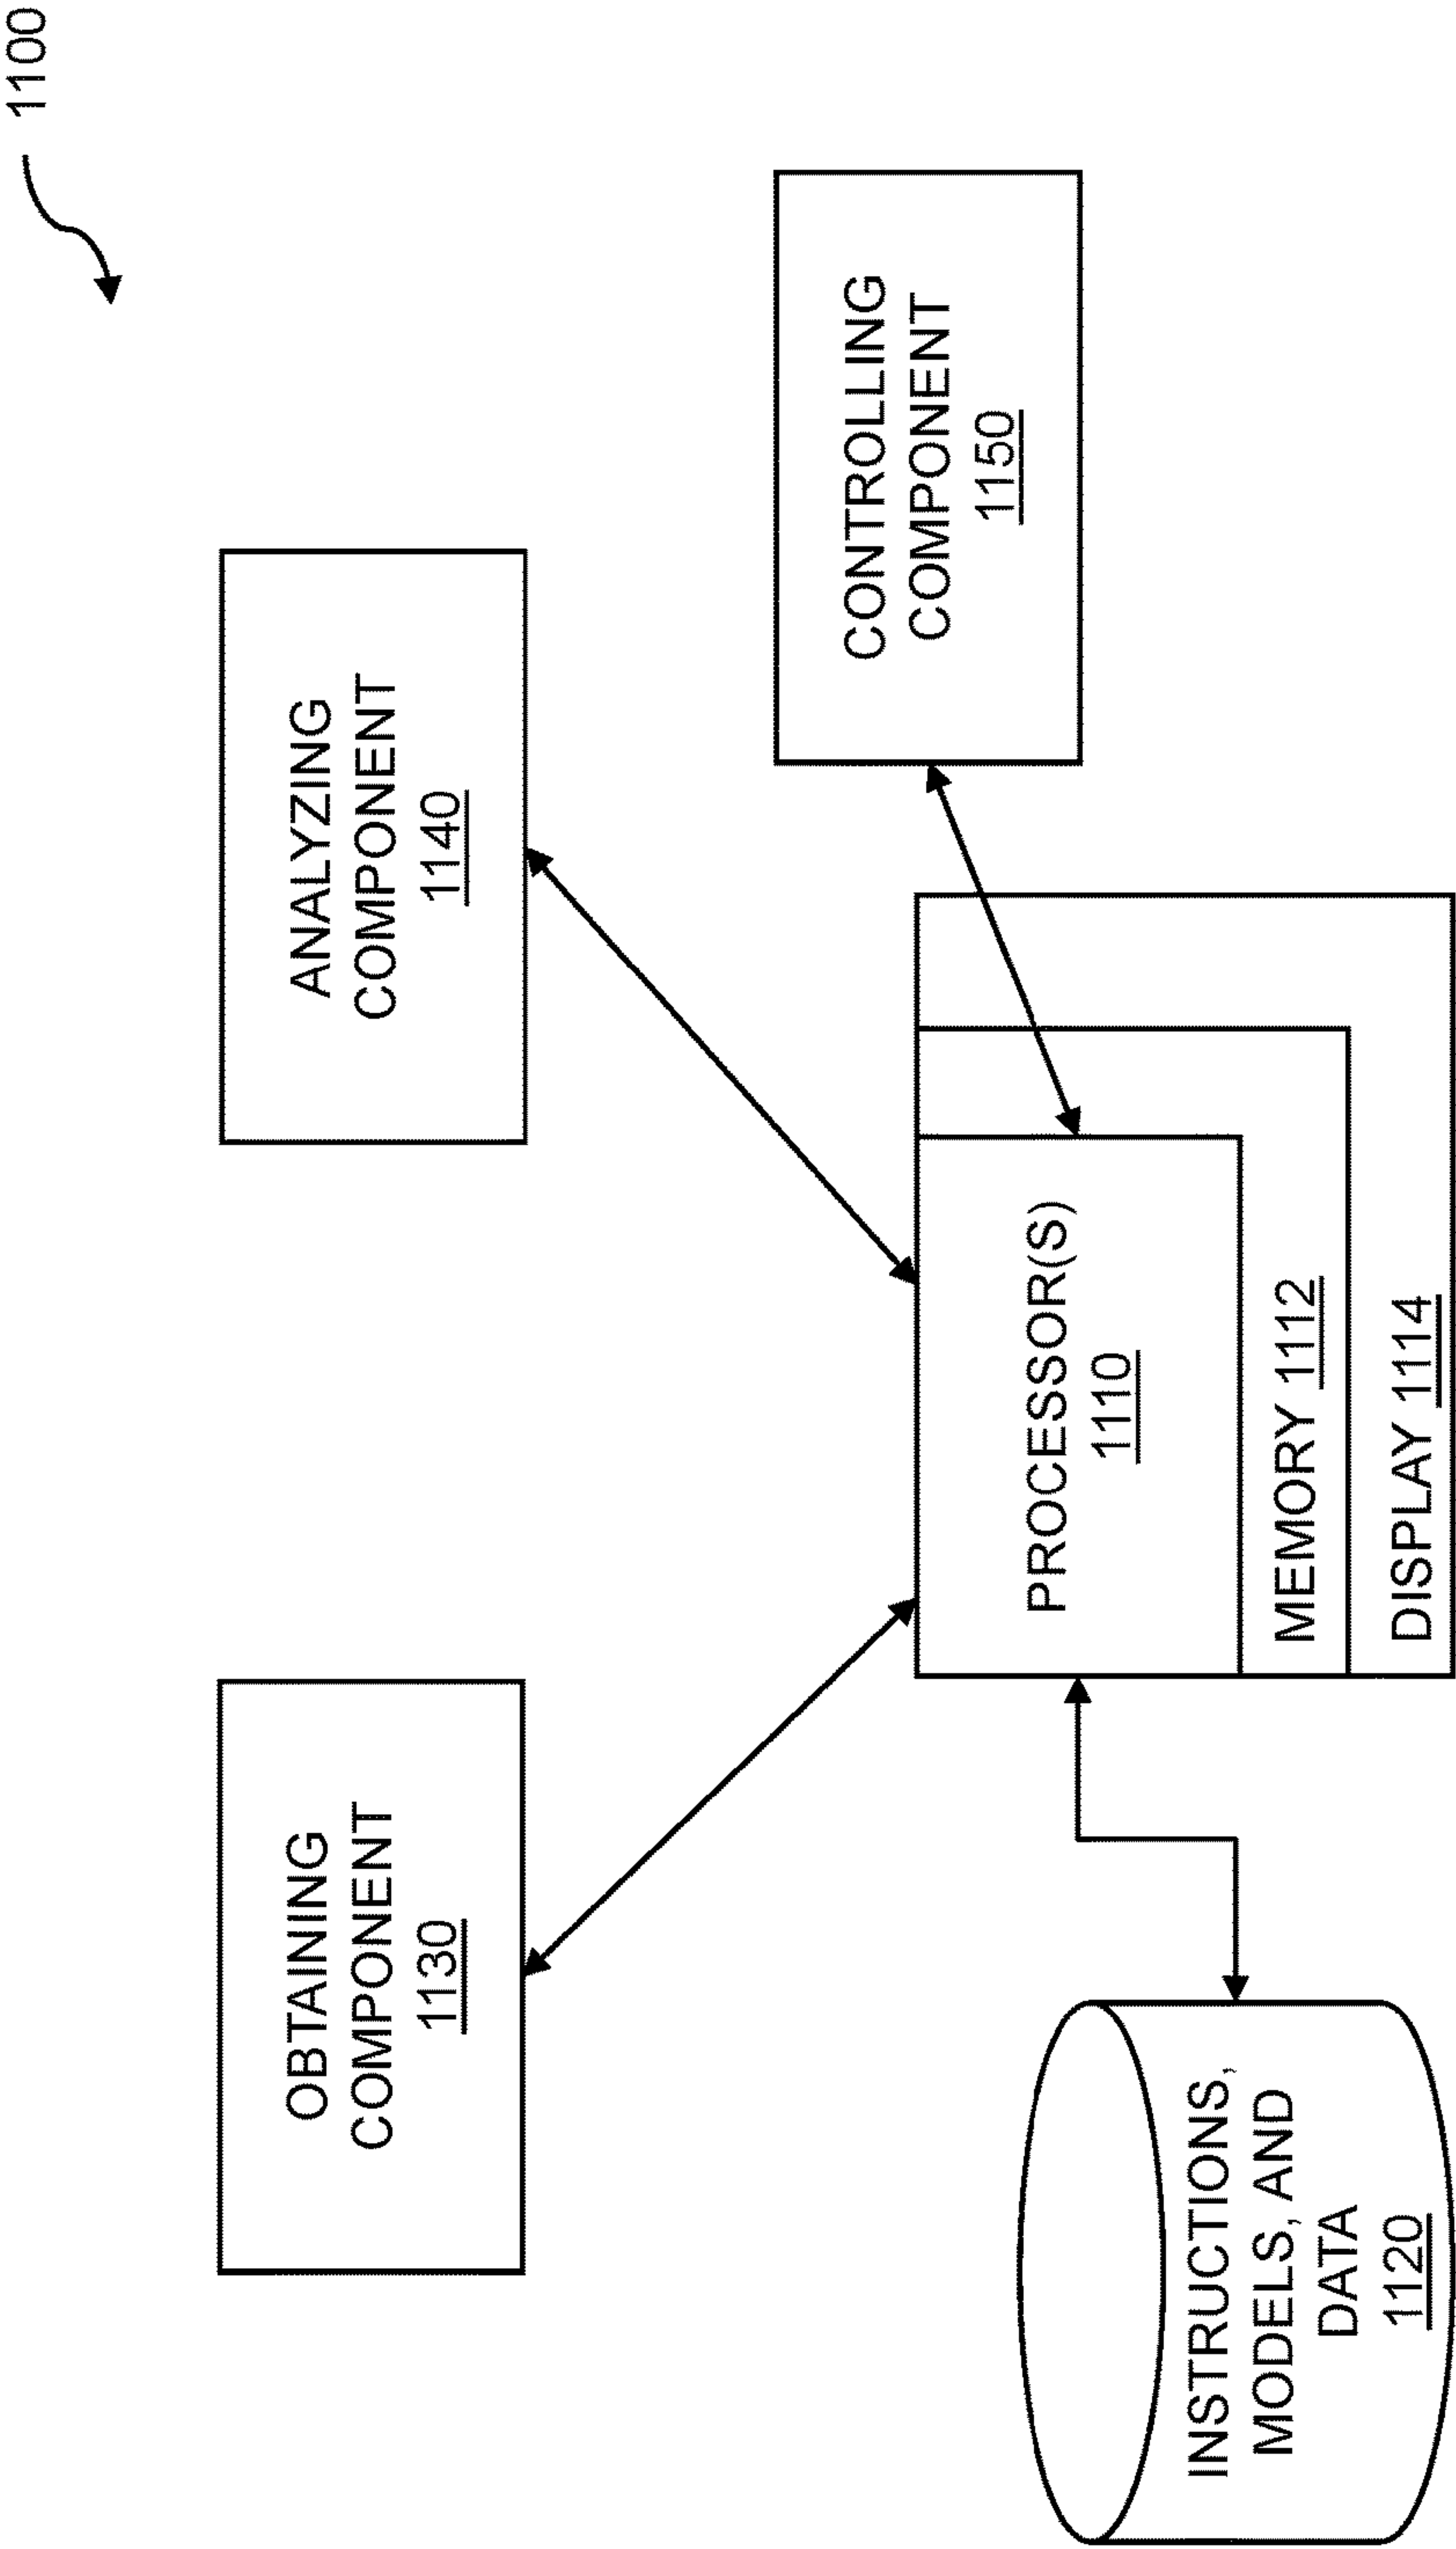 1100
OBTAINING
COMPONENT
1130
ANALYZING
COMPONENT
1140
CONTROLLING
COMPONENT
1150
PROCESSOR(S)
1110
MEMORY 1112
DISPLAY 1114
INSTRUCTIONS,
MODELS, AND
DATA
1120